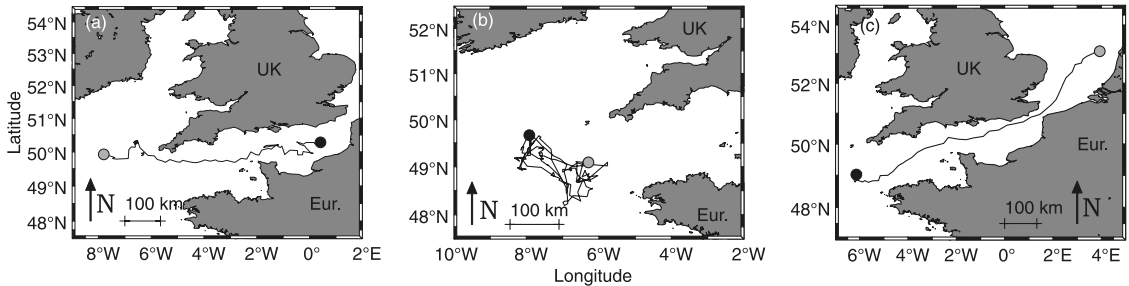 (a)
54°N
53°N
52°N
51°N
50°N
49°N
48°N
Latitude
UK
Eur.
N
100 km
8°W 6°W 4°W 2°W 0° 2°E
(b)
52°N
51°N
50°N
49°N
48°N
UK
Eur.
N
100 km
10°W 8°W 6°W 4°W 2°W
Longitude
(c)
54°N
52°N
50°N
48°N
UK
Eur.
100 km
N
6°W 4°W 2°W 0° 2°E 4°E